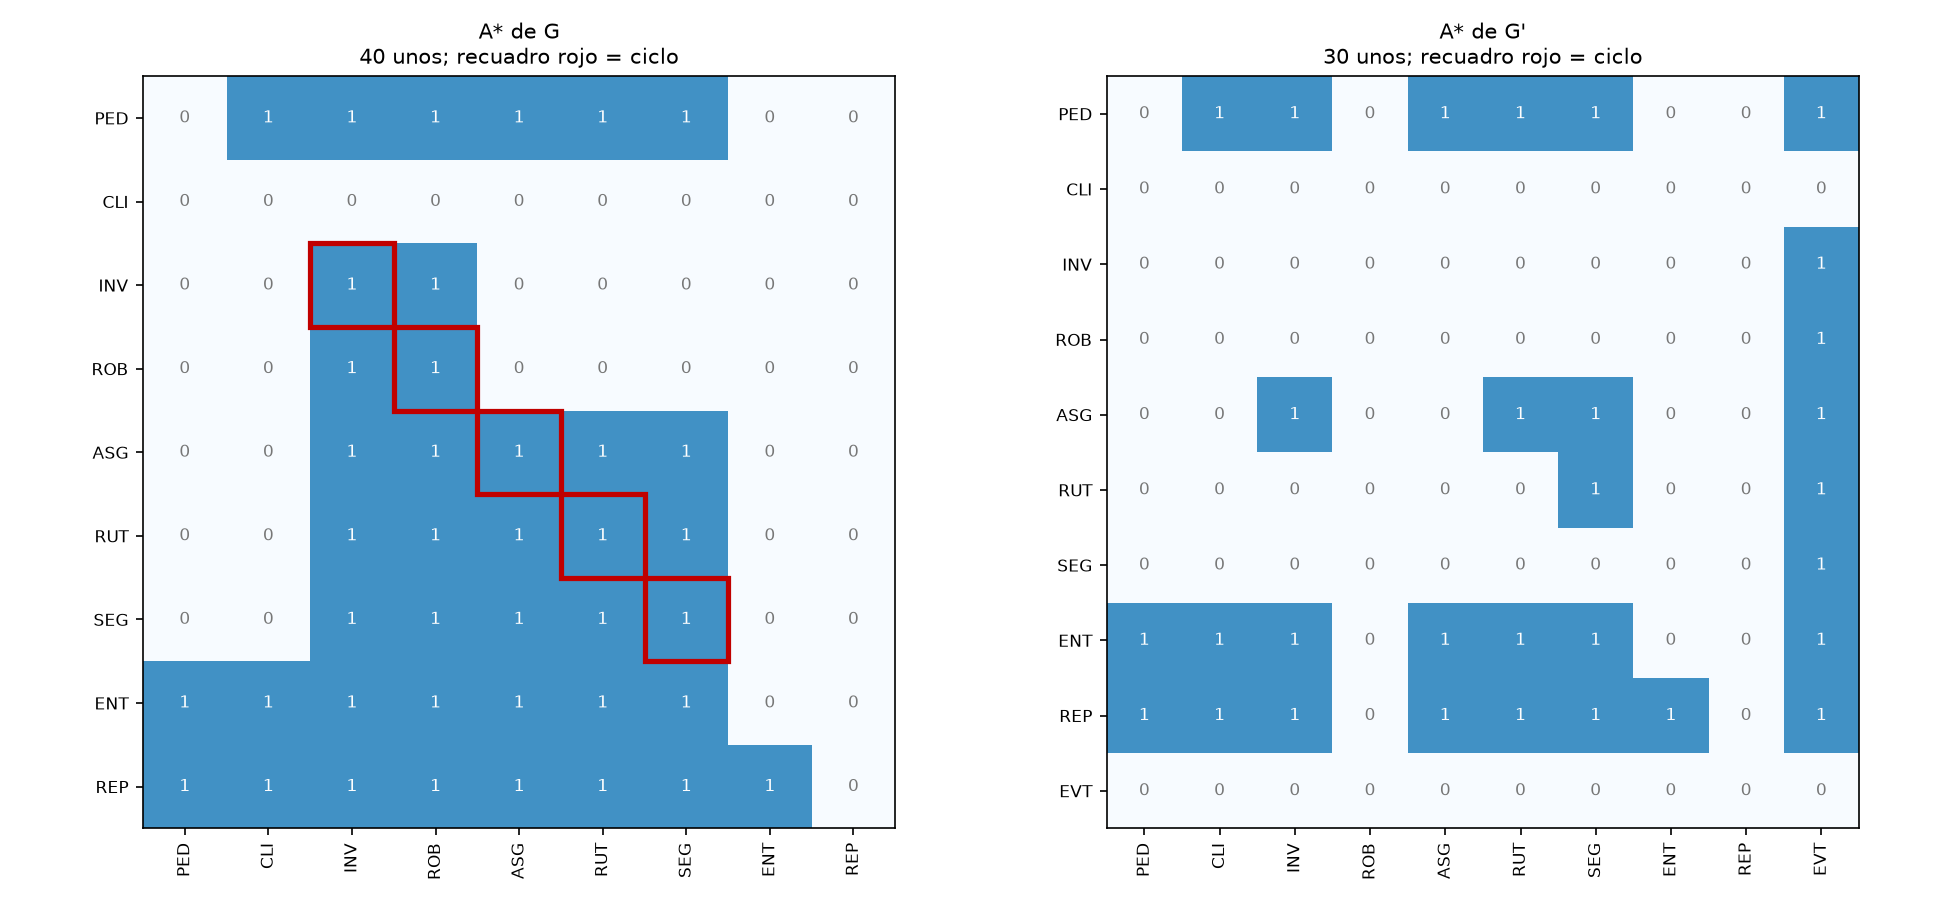 A* de G
40 unos; recuadro rojo = ciclo
PED 0 1 1 1 1 1 1 0 0
CLI 0 0 0 0 0 0 0 0 0
INV 0 0 1 1 0 0 0 0 0
ROB 0 0 1 1 0 0 0 0 0
ASG 0 0 1 1 1 1 1 0 0
RUT 0 0 1 1 1 1 1 0 0
SEG 0 0 1 1 1 1 1 0 0
ENT 1 1 1 1 1 1 1 0 0
REP 1 1 1 1 1 1 1 1 0
PED CLI INV ROB ASG RUT SEG ENT REP
A* de G'
30 unos; recuadro rojo = ciclo
PED 0 1 1 0 1 1 1 0 0 1
CLI 0 0 0 0 0 0 0 0 0 0
INV 0 0 0 0 0 0 0 0 0 1
ROB 0 0 0 0 0 0 0 0 0 1
ASG 0 0 1 0 0 1 1 0 0 1
RUT 0 0 0 0 0 0 1 0 0 1
SEG 0 0 0 0 0 0 0 0 0 1
ENT 1 1 1 0 1 1 1 0 0 1
REP 1 1 1 0 1 1 1 1 0 1
EVT 0 0 0 0 0 0 0 0 0 0
PED CLI INV ROB ASG RUT SEG ENT REP EVT